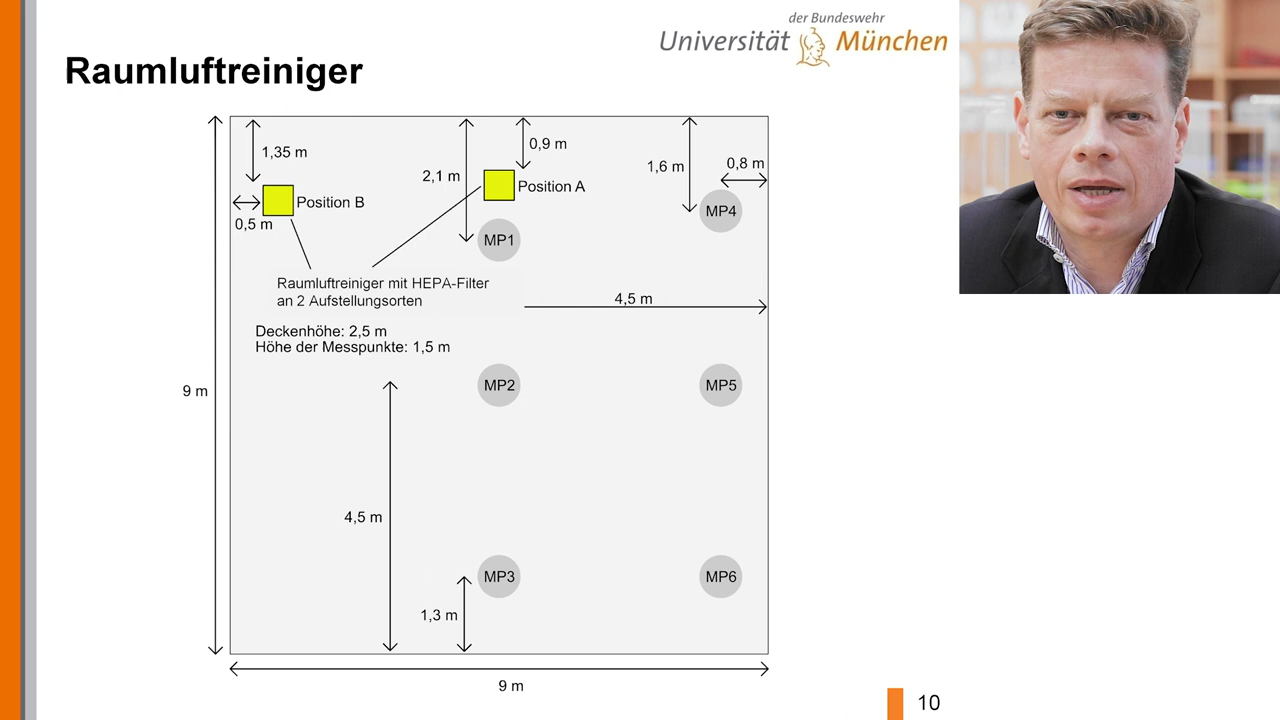 der Bundeswehr
Universität München
Raumluftreiniger
1,35 m
0,9 m
2,1 m
1,6 m
0,8 m
Position A
Position B
MP4
0,5 m
MP1
Raumluftreiniger mit HEPA-Filter
an 2 Aufstellungsorten
4,5 m
Deckenhöhe: 2,5 m
Höhe der Messpunkte: 1,5 m
9 m
MP2
MP5
4,5 m
MP3
MP6
1,3 m
9 m
10